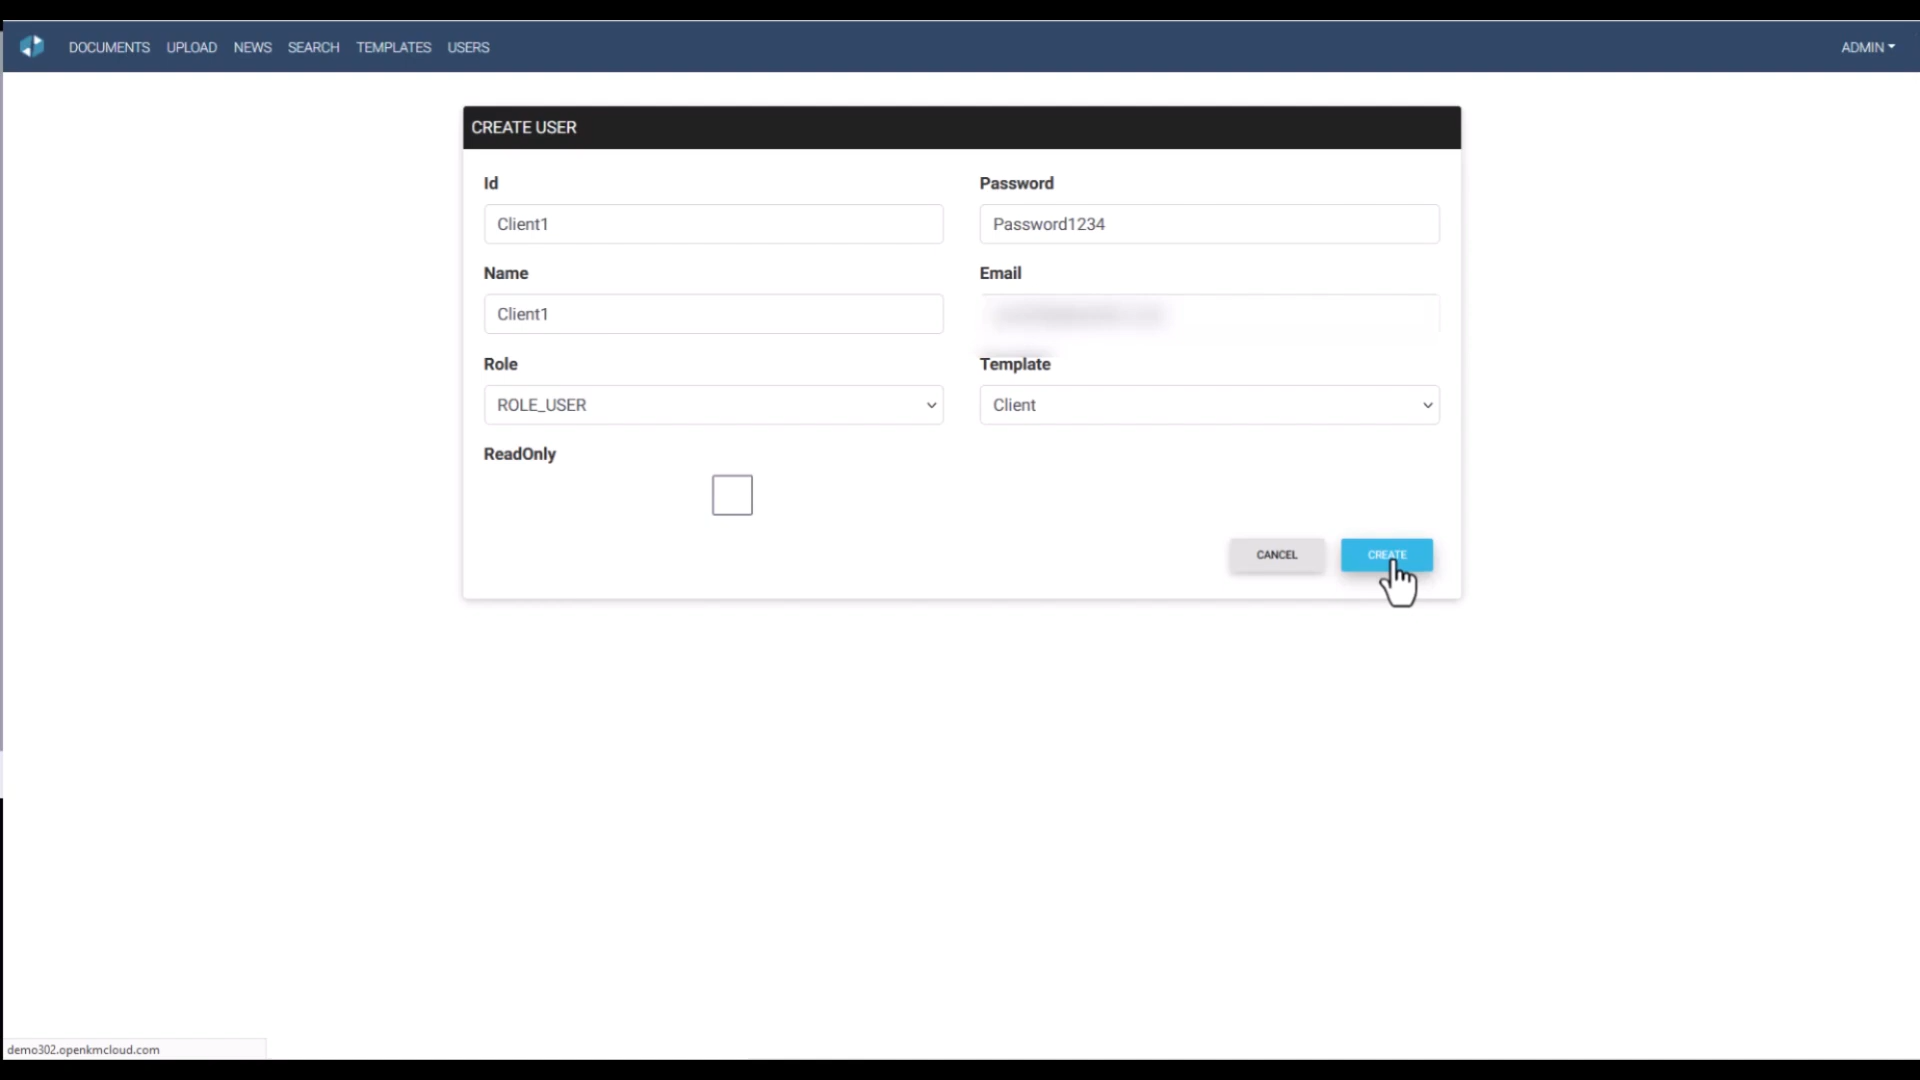 DOCUMENTS UPLOAD NEWS SEARCH TEMPLATES USERS ADMIN
CREATE USER
Id Password
Client1 Password1234
Name Email
Client1
Role Template
ROLE_USER Client
ReadOnly
CANCEL CREATE
demo302.openkmcloud.com